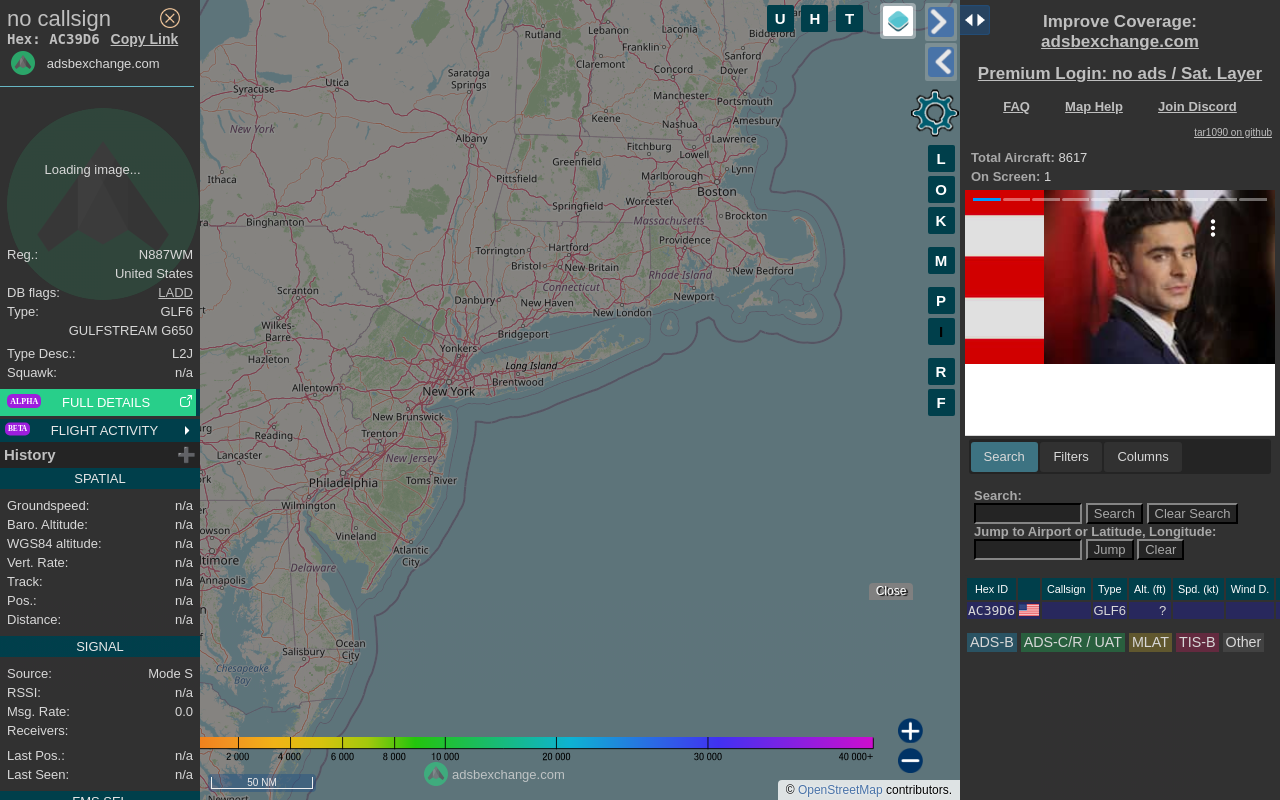 no callsign
Hex: AC39D6 Copy Link
adsbexchange.com
Loading image...
Reg.: N887WM
United States
DB flags: LADD
Type: GLF6
GULFSTREAM G650
Type Desc.: L2J
Squawk: n/a
ALPHA FULL DETAILS
BETA FLIGHT ACTIVITY
History
SPATIAL
Groundspeed: n/a
Baro. Altitude: n/a
WGS84 altitude: n/a
Vert. Rate: n/a
Track: n/a
Pos.: n/a
Distance: n/a
SIGNAL
Source: Mode S
RSSI: n/a
Msg. Rate: 0.0
Receivers:
Last Pos.: n/a
Last Seen: n/a
FMS SEL
U H T
L
O
K
M
P
I
R
F
Rutland
Lebanon
Laconia
Biddeford
Franklin
Sanford
Claremont
Concord
Dover
Saratoga
Springs
Utica
Syracuse
Manchester
Portsmouth
Keene
Nashua
Amesbury
New York
Albany
Lawrence
Fitchburg
Lowell
Greenfield
Ithaca
Pittsfield
Marlborough
Lynn
Boston
Worcester
Springfield
Binghamton
Massachusetts
Brockton
Torrington
Hartford
Providence
Bristol
New Britain
Rhode Island
New Bedford
Connecticut
Scranton
Danbury
New Haven
Newport
New London
Wilkes-
Barre
Bridgeport
Yonkers
Hazleton
Long Island
Brentwood
Allentown
New York
New Brunswick
Reading
Trenton
Lancaster
New Jersey
Philadelphia
Toms River
Wilmington
Vineland
Atlantic
City
Delaware
Annapolis
Close
Ocean
City
Salisbury
Chesapeake
Bay
2 000 4 000 6 000 8 000 10 000 20 000 30 000 40 000+
adsbexchange.com
50 NM
Newport
© OpenStreetMap contributors.
Improve Coverage:
adsbexchange.com
Premium Login: no ads / Sat. Layer
FAQ Map Help Join Discord
tar1090 on github
Total Aircraft: 8617
On Screen: 1
Search Filters Columns
Search:
Search Clear Search
Jump to Airport or Latitude, Longitude:
Jump Clear
Hex ID Callsign Type Alt. (ft) Spd. (kt) Wind D.
AC39D6 GLF6 ?
ADS-B ADS-C/R / UAT MLAT TIS-B Other